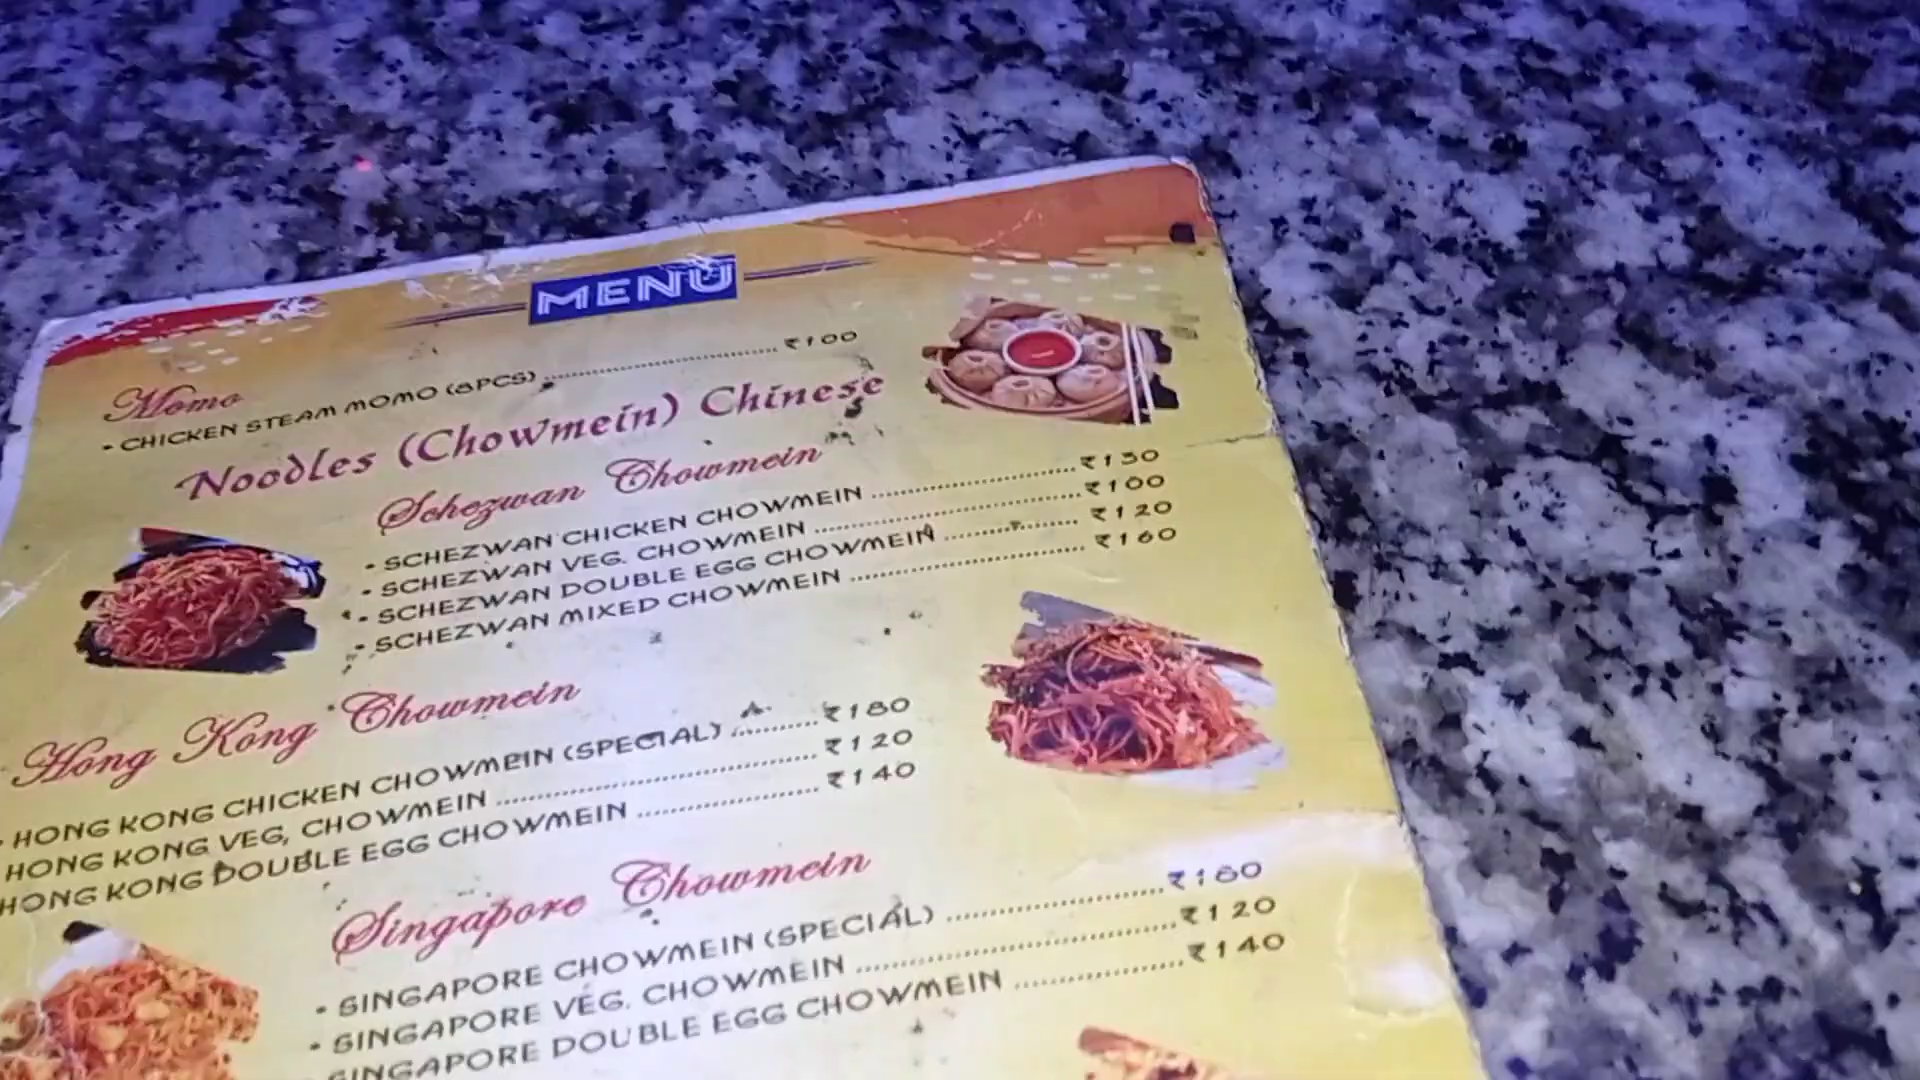 MENU
Momo
• CHICKEN STEAM MOMO (8PCS) ₹100
Noodles (Chowmein) Chinese
Schezwan Chowmein
• SCHEZWAN CHICKEN CHOWMEIN ₹130
• SCHEZWAN VEG. CHOWMEIN ₹100
• SCHEZWAN DOUBLE EGG CHOWMEIN ₹120
• SCHEZWAN MIXED CHOWMEIN ₹160
Hong Kong Chowmein
• HONG KONG CHICKEN CHOWMEIN (SPECIAL) ₹180
HONG KONG VEG, CHOWMEIN ₹120
HONG KONG DOUBLE EGG CHOWMEIN ₹140
Singapore Chowmein
• SINGAPORE CHOWMEIN (SPECIAL)
• SINGAPORE VEG. CHOWMEIN ₹120
SINGAPORE DOUBLE EGG CHOWMEIN ₹140